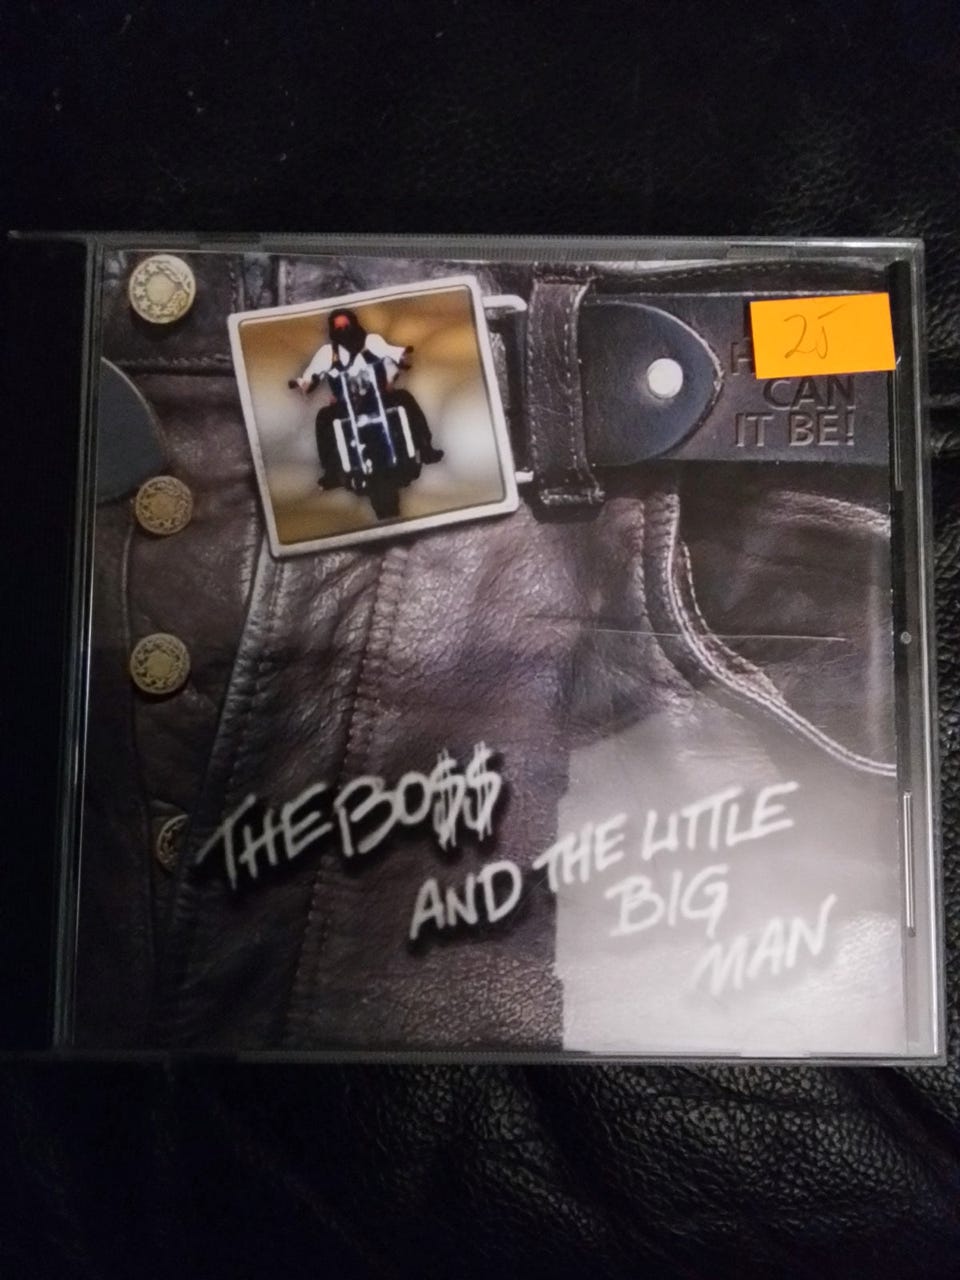 25
CAN
IT BE!
THE BO$$
AND THE LITTLE
BIG
MAN